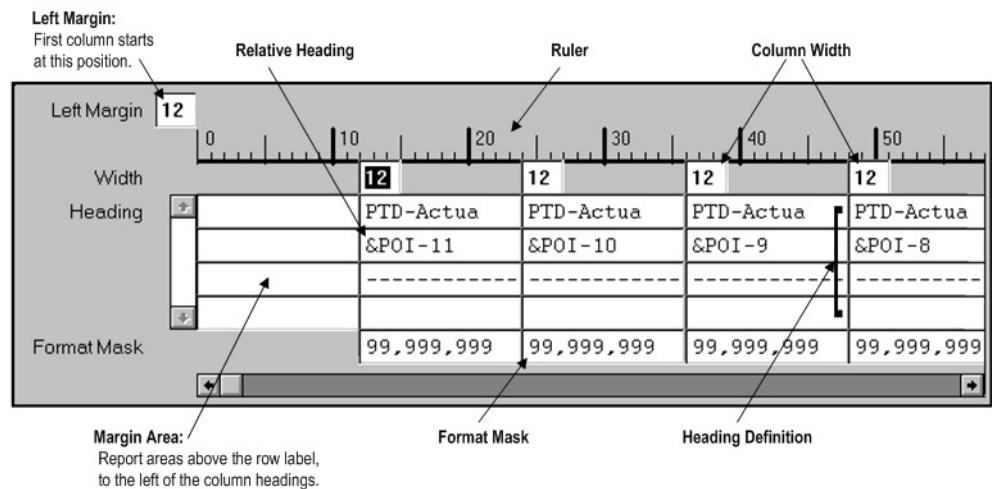 Left Margin:
First column starts
at this position.
Relative Heading
Ruler
Column Width
Left Margin 12
0 10 20 30 40 50
Width 12 12 12 12
Heading PTD-Actua PTD-Actua PTD-Actua PTD-Actua
&POI-11 &POI-10 &POI-9 &POI-8
------------ ------------ ------------ ----------
Format Mask 99,999,999 99,999,999 99,999,999 99,999,999
Margin Area:
Report areas above the row label,
to the left of the column headings.
Format Mask
Heading Definition